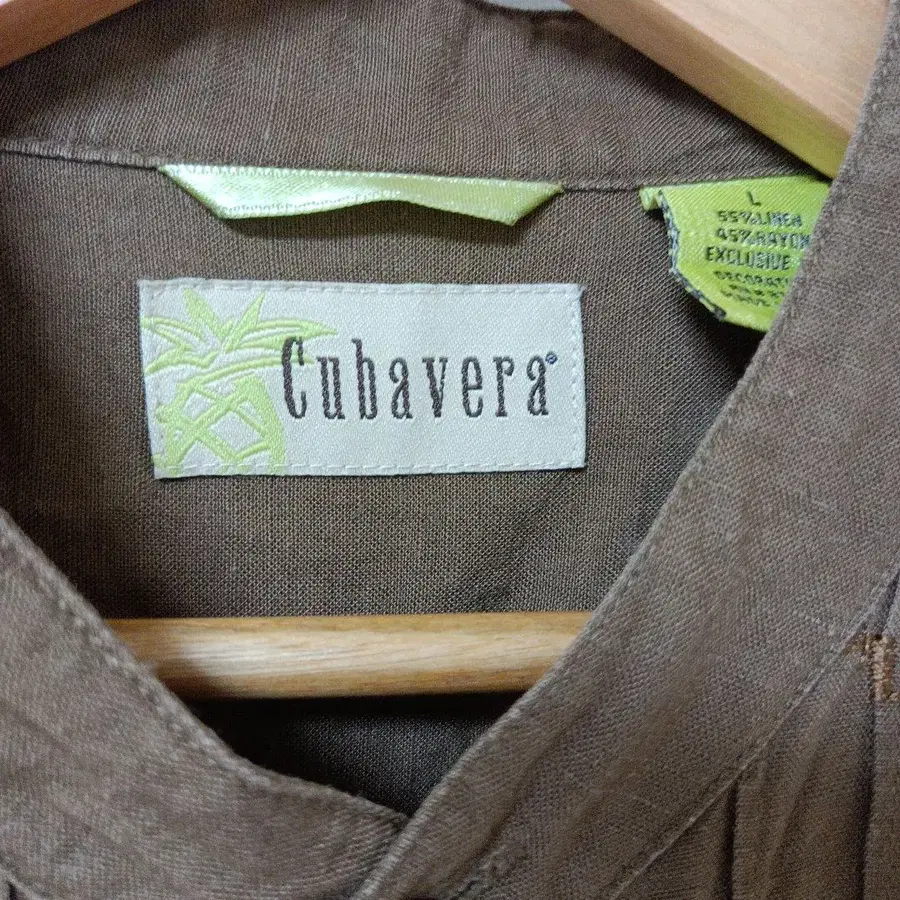 Cubavera®
L
55% LINEN
45% RAYON
EXCLUSIVE